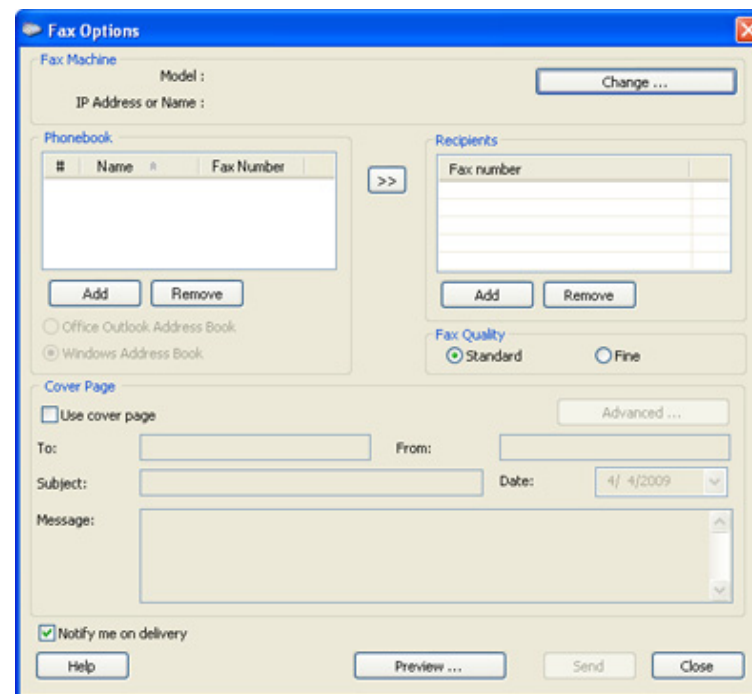 Fax Options
Fax Machine
Model :
Change ...
IP Address or Name :
Phonebook
# Name Fax Number
>>
Add Remove
Office Outlook Address Book
Windows Address Book
Recipients
Fax number
Add Remove
Fax Quality
Standard Fine
Cover Page
Use cover page
Advanced ...
To: From:
Subject: Date: 4/ 4/2009
Message:
Notify me on delivery
Help Preview ... Send Close